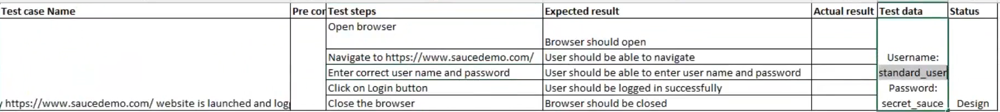 Test case Name Pre cor Test steps Expected result Actual result Test data Status
Open browser
Browser should open
Navigate to https://www.saucedemo.com/ User should be able to navigate Username:
Enter correct user name and password User should be able to enter user name and password standard_user
Click on Login button User should be logged in successfully Password:
y https://www.saucedemo.com/ website is launched and log Close the browser Browser should be closed secret_sauce Design